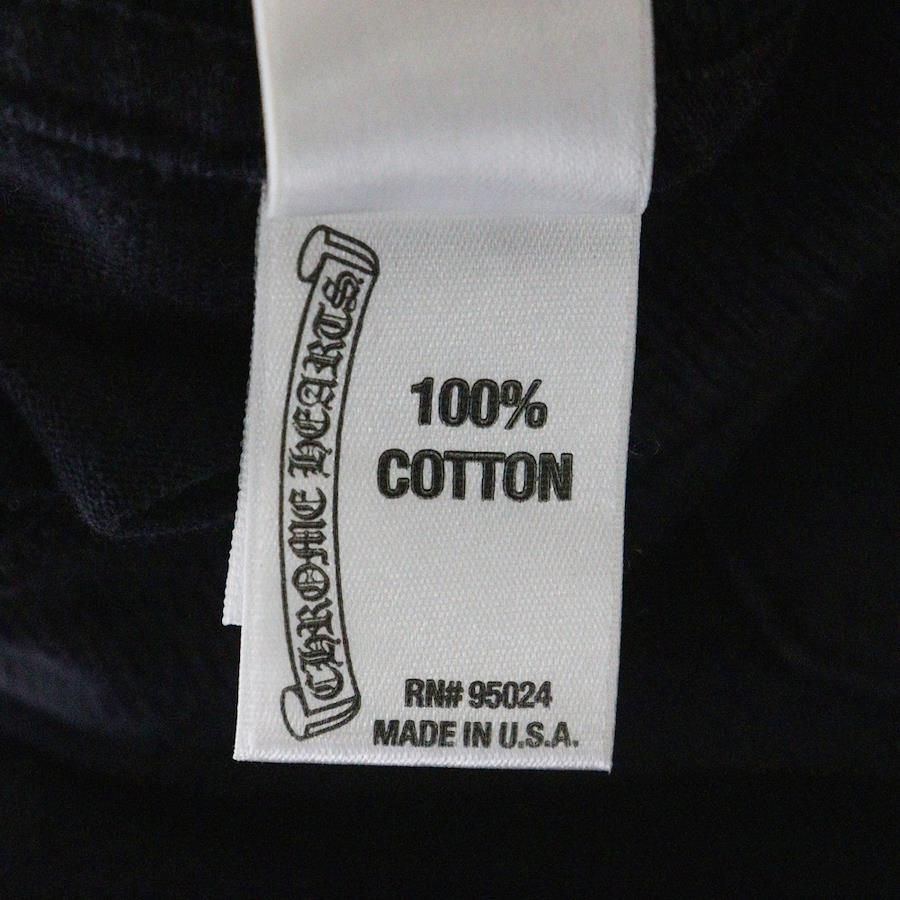 CHROME HEARTS
100%
COTTON
RN# 95024
MADE IN U.S.A.